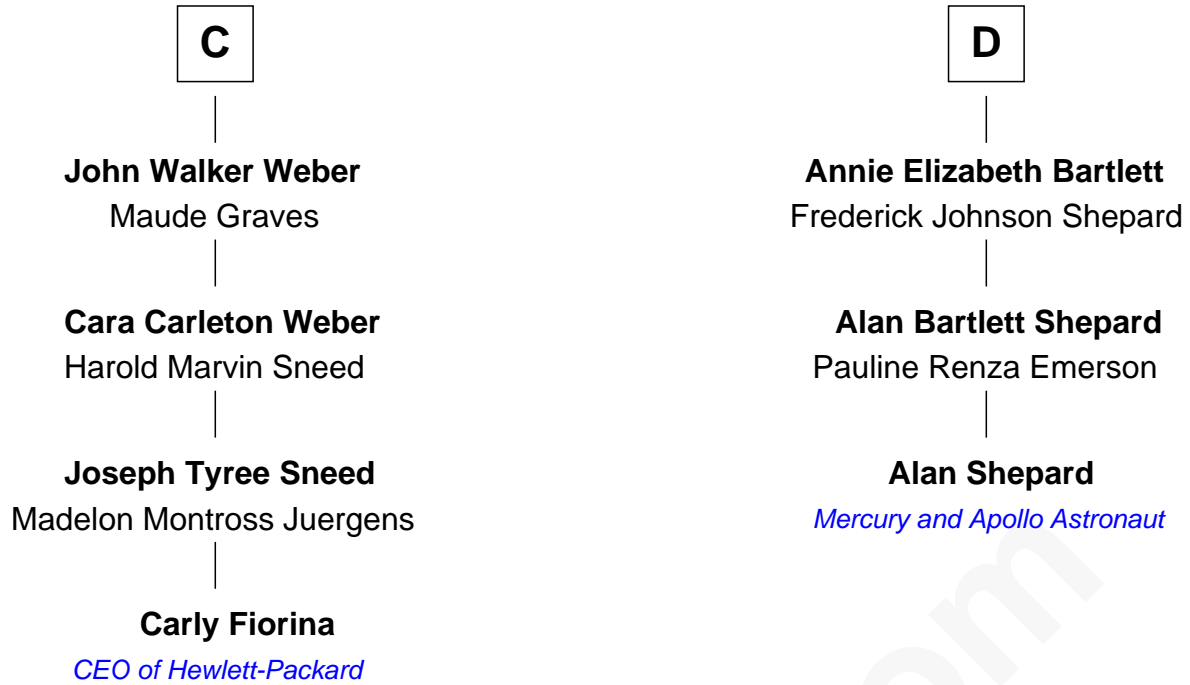 C
John Walker Weber
Maude Graves
Cara Carleton Weber
Harold Marvin Sneed
Joseph Tyree Sneed
Madelon Montross Juergens
Carly Fiorina
CEO of Hewlett-Packard
D
Annie Elizabeth Bartlett
Frederick Johnson Shepard
Alan Bartlett Shepard
Pauline Renza Emerson
Alan Shepard
Mercury and Apollo Astronaut
om